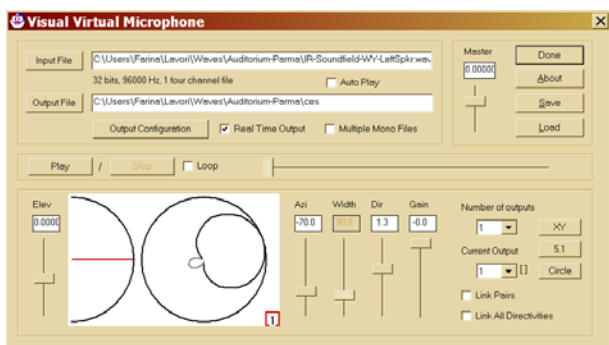 Visual Virtual Microphone
Input File
C:\Users\Farina\Lavori\Waves\Auditorium-Parma\IR-Soundfield-WY-LeftSpkr.wav
Master
Done
0.00000
32 bits, 96000 Hz, 1 four channel file
Auto Play
About
Output File
C:\Users\Farina\Lavori\Waves\Auditorium-Parma\ces
Save
Output Configuration
Real Time Output
Multiple Mono Files
Load
Play
/
Stop
Loop
Elev
Azi
Width
Dir
Gain
0.0000
-70.0
90.0
1.3
-0.0
Number of outputs
1
XY
Current Output
5.1
1
[]
Circle
Link Pairs
1
Link All Directivities